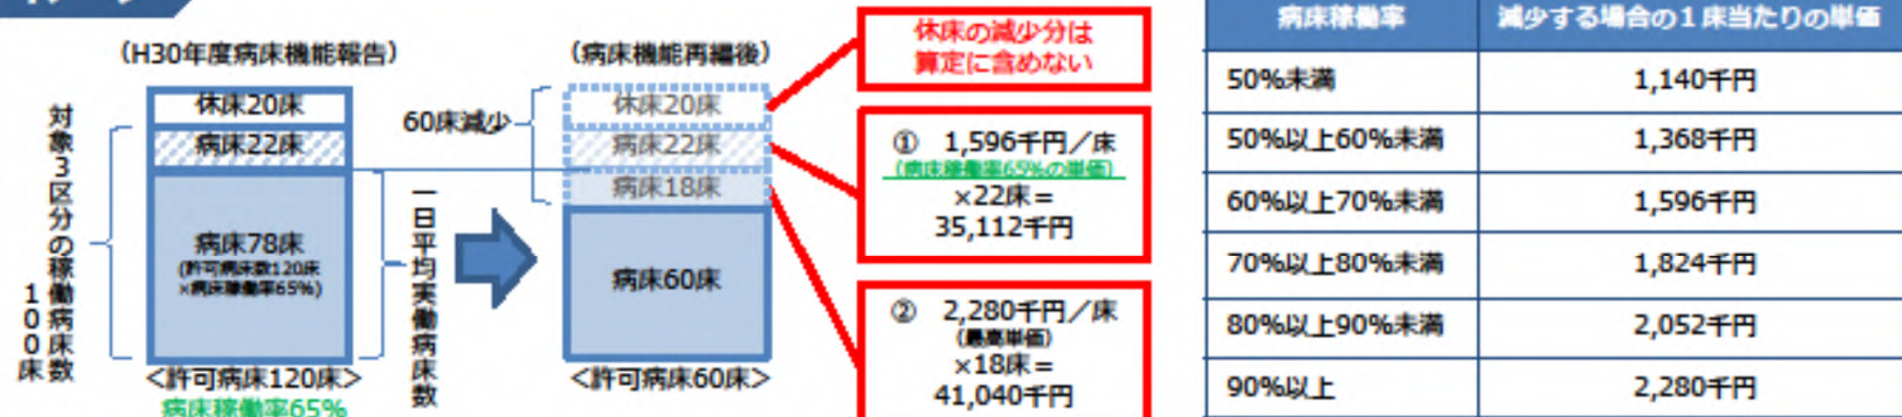 （H30年度病床機能報告）
休床20床
病床22床
病床78床
(許可病床数120床
×病床稼働率65%)
＜許可病床120床＞
病床稼働率65%
対象３区分の稼働病床数
１００床
一日平均実働病床数
（病床機能再編後）
60床減少
休床20床
病床22床
病床18床
病床60床
＜許可病床60床＞
休床の減少分は
算定に含めない
①　1,596千円／床
（病床稼働率65%の単価）
×22床＝
35,112千円
②　2,280千円／床
（最高単価）
×18床＝
41,040千円
病床稼働率　減少する場合の１床当たりの単価
50%未満　1,140千円
50%以上60%未満　1,368千円
60%以上70%未満　1,596千円
70%以上80%未満　1,824千円
80%以上90%未満　2,052千円
90%以上　2,280千円